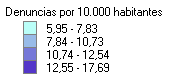 Denuncias por 10.000 habitantes
5,95 - 7,83
7,84 - 10,73
10,74 - 12,54
12,55 - 17,69